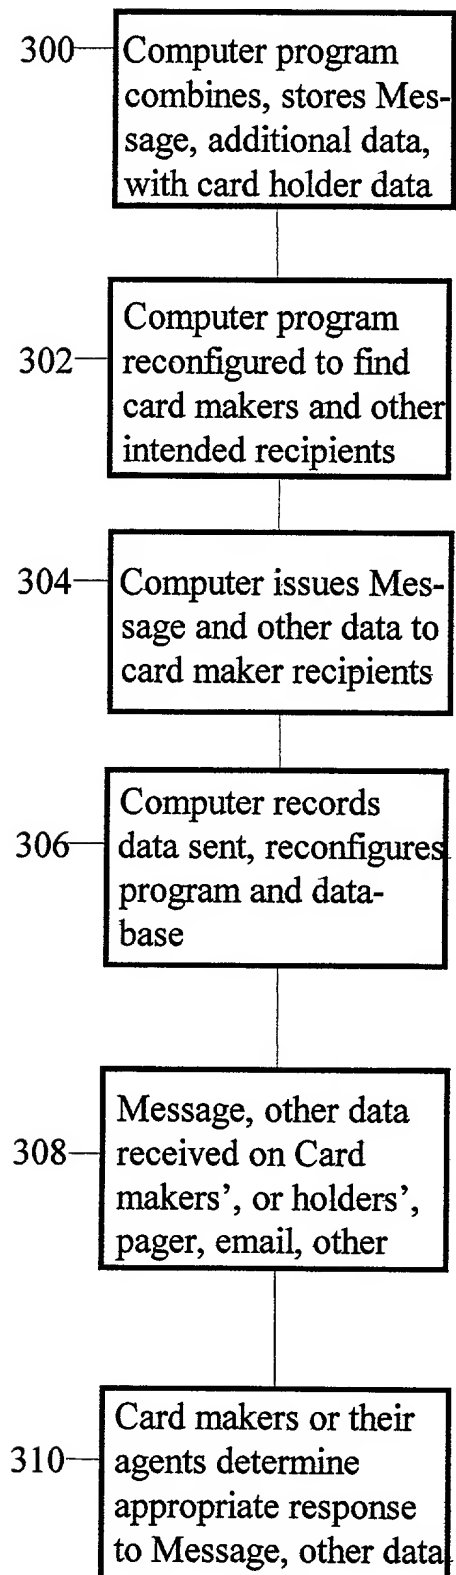 300
Computer program
combines, stores Mes-
sage, additional data,
with card holder data
302
Computer program
reconfigured to find
card makers and other
intended recipients
304
Computer issues Mes-
sage and other data to
card maker recipients
306
Computer records
data sent, reconfigures
program and data-
base
308
Message, other data
received on Card
makers', or holders',
pager, email, other
310
Card makers or their
agents determine
appropriate response
to Message, other data